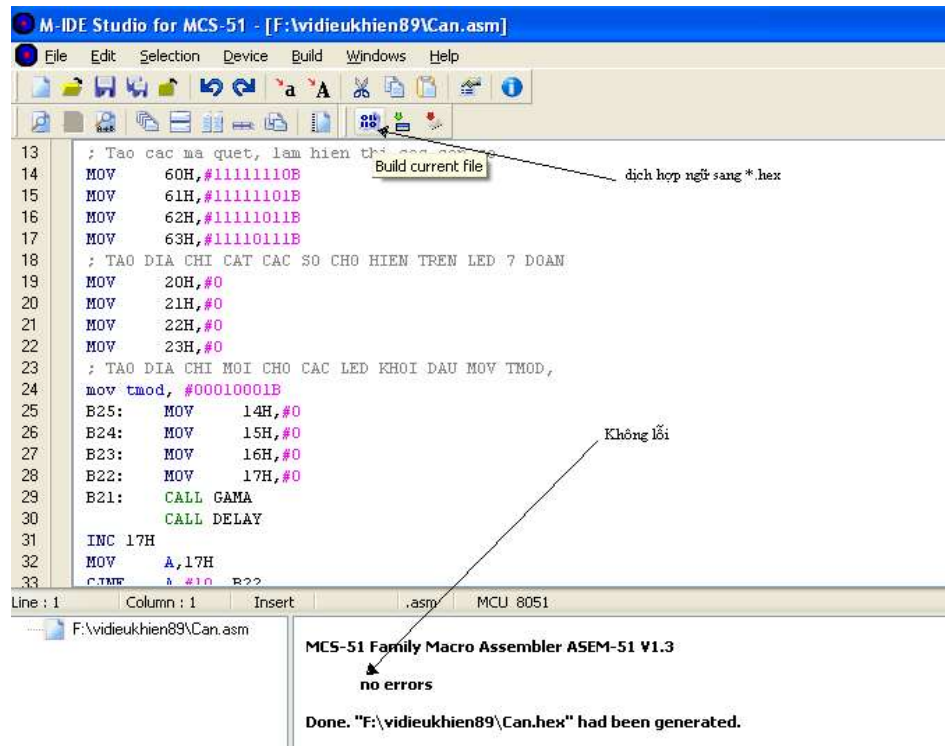 M-IDE Studio for MCS-51 - [F:\vidieukhien89\Can.asm]
File Edit Selection Device Build Windows Help
13 ; Tao cac ma quet, lam hien thi cac con so
Build current file
dịch hợp ngữ sang *.hex
14 MOV 60H,#11111110B
15 MOV 61H,#11111101B
16 MOV 62H,#11111011B
17 MOV 63H,#11110111B
18 ; TAO DIA CHI CAT CAC SO CHO HIEN TREN LED 7 DOAN
19 MOV 20H,#0
20 MOV 21H,#0
21 MOV 22H,#0
22 MOV 23H,#0
23 ; TAO DIA CHI MOI CHO CAC LED KHOI DAU MOV TMOD,
24 mov tmod, #00010001B
25 B25: MOV 14H,#0
26 B24: MOV 15H,#0
Không lỗi
27 B23: MOV 16H,#0
28 B22: MOV 17H,#0
29 B21: CALL GAMA
30 CALL DELAY
31 INC 17H
32 MOV A,17H
33 CJNE A,#10, B22
Line : 1 Column : 1 Insert .asm MCU 8051
F:\vidieukhien89\Can.asm
MCS-51 Family Macro Assembler ASEM-51 V1.3
no errors
Done. "F:\vidieukhien89\Can.hex" had been generated.